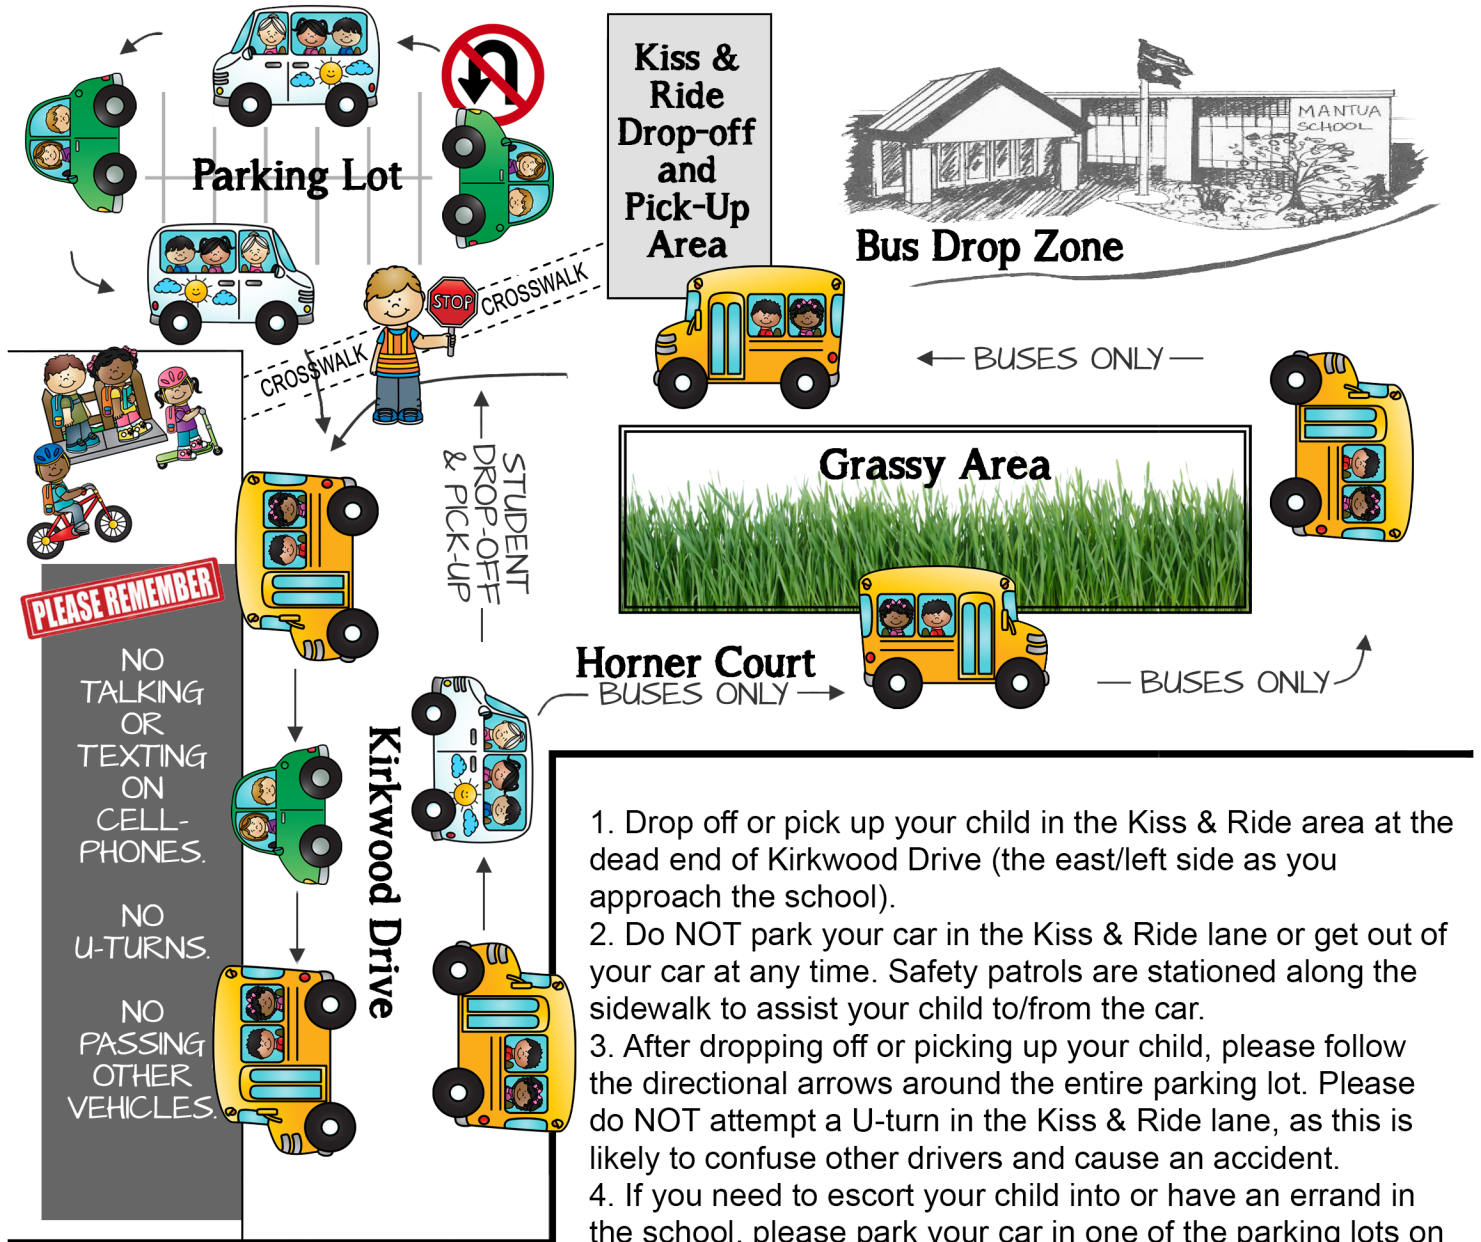 Kiss &
Ride
Drop-off
and
Pick-Up
Area
MANTUA
SCHOOL
Parking Lot
Bus Drop Zone
STOP
CROSSWALK
CROSSWALK
BUSES ONLY
Grassy Area
STUDENT
DROP-OFF
& PICK-UP
PLEASE REMEMBER
NO
TALKING
OR
TEXTING
ON
CELL-
PHONES.
NO
U-TURNS.
NO
PASSING
OTHER
VEHICLES.
Horner Court
BUSES ONLY
BUSES ONLY
Kirkwood Drive
1. Drop off or pick up your child in the Kiss & Ride area at the
dead end of Kirkwood Drive (the east/left side as you
approach the school).
2. Do NOT park your car in the Kiss & Ride lane or get out of
your car at any time. Safety patrols are stationed along the
sidewalk to assist your child to/from the car.
3. After dropping off or picking up your child, please follow
the directional arrows around the entire parking lot. Please
do NOT attempt a U-turn in the Kiss & Ride lane, as this is
likely to confuse other drivers and cause an accident.
4. If you need to escort your child into or have an errand in
the school, please park your car in one of the parking lots on